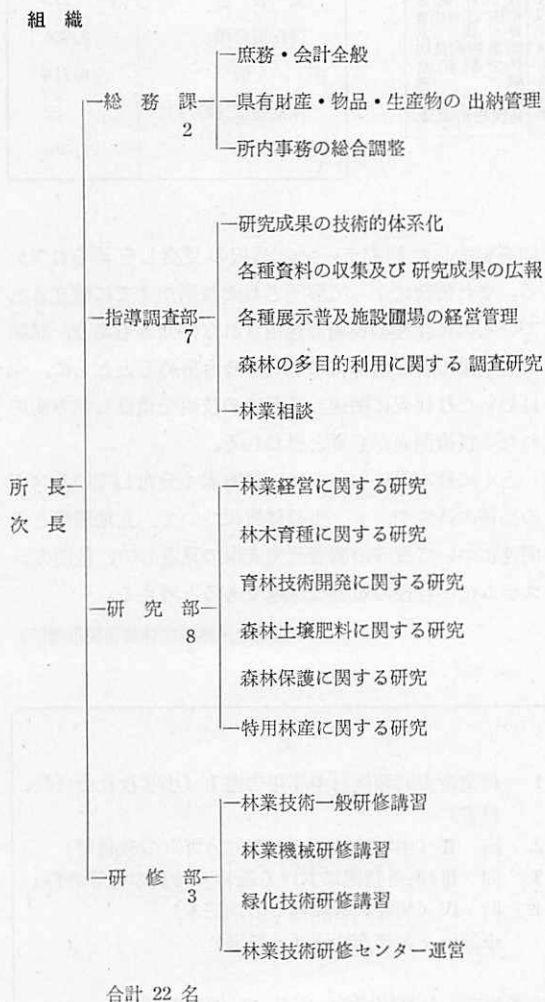 組織
庶務・会計全般
総務課
2
県有財産・物品・生産物の出納管理
所内事務の総合調整
研究成果の技術的体系化
各種資料の収集及び研究成果の広報
指導調査部
7
各種展示普及施設圃場の経営管理
森林の多目的利用に関する調査研究
林業相談
所長
次長
林業経営に関する研究
林木育種に関する研究
育林技術開発に関する研究
研究部
8
森林土壌肥料に関する研究
森林保護に関する研究
特用林産に関する研究
林業技術一般研修講習
林業機械研修講習
研修部
3
緑化技術研修講習
林業技術研修センター運営
合計 22 名